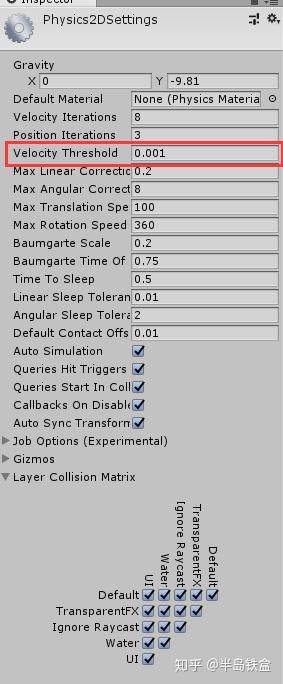 Inspector
Physics2DSettings
Gravity
X 0 Y -9.81
Default Material None (Physics Materia
Velocity Iterations 8
Position Iterations 3
Velocity Threshold 0.001
Max Linear Correctio 0.2
Max Angular Correct 8
Max Translation Spe 100
Max Rotation Speed 360
Baumgarte Scale 0.2
Baumgarte Time Of 0.75
Time To Sleep 0.5
Linear Sleep Toleran 0.01
Angular Sleep Tolera 2
Default Contact Offs 0.01
Auto Simulation
Queries Hit Triggers
Queries Start In Coll
Callbacks On Disable
Auto Sync Transform
Job Options (Experimental)
Gizmos
Layer Collision Matrix
UI
Water
Ignore Raycast
TransparentFX
Default
Default
TransparentFX
Ignore Raycast
Water
UI
知乎 @半岛铁盒